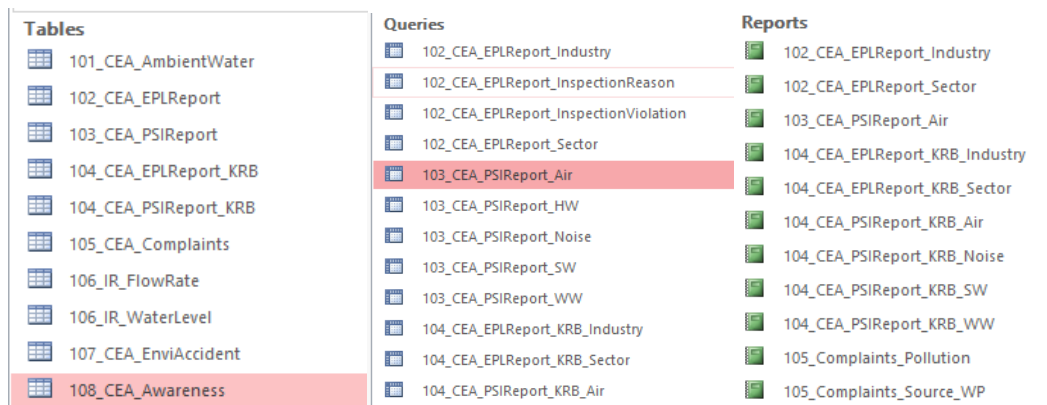 Tables
101_CEA_AmbientWater
102_CEA_EPLReport
103_CEA_PSIReport
104_CEA_EPLReport_KRB
104_CEA_PSIReport_KRB
105_CEA_Complaints
106_IR_FlowRate
106_IR_WaterLevel
107_CEA_EnviAccident
108_CEA_Awareness
Queries
102_CEA_EPLReport_Industry
102_CEA_EPLReport_InspectionReason
102_CEA_EPLReport_InspectionViolation
102_CEA_EPLReport_Sector
103_CEA_PSIReport_Air
103_CEA_PSIReport_HW
103_CEA_PSIReport_Noise
103_CEA_PSIReport_SW
103_CEA_PSIReport_WW
104_CEA_EPLReport_KRB_Industry
104_CEA_EPLReport_KRB_Sector
104_CEA_PSIReport_KRB_Air
Reports
102_CEA_EPLReport_Industry
102_CEA_EPLReport_Sector
103_CEA_PSIReport_Air
104_CEA_EPLReport_KRB_Industry
104_CEA_EPLReport_KRB_Sector
104_CEA_PSIReport_KRB_Air
104_CEA_PSIReport_KRB_Noise
104_CEA_PSIReport_KRB_SW
104_CEA_PSIReport_KRB_WW
105_Complaints_Pollution
105_Complaints_Source_WP